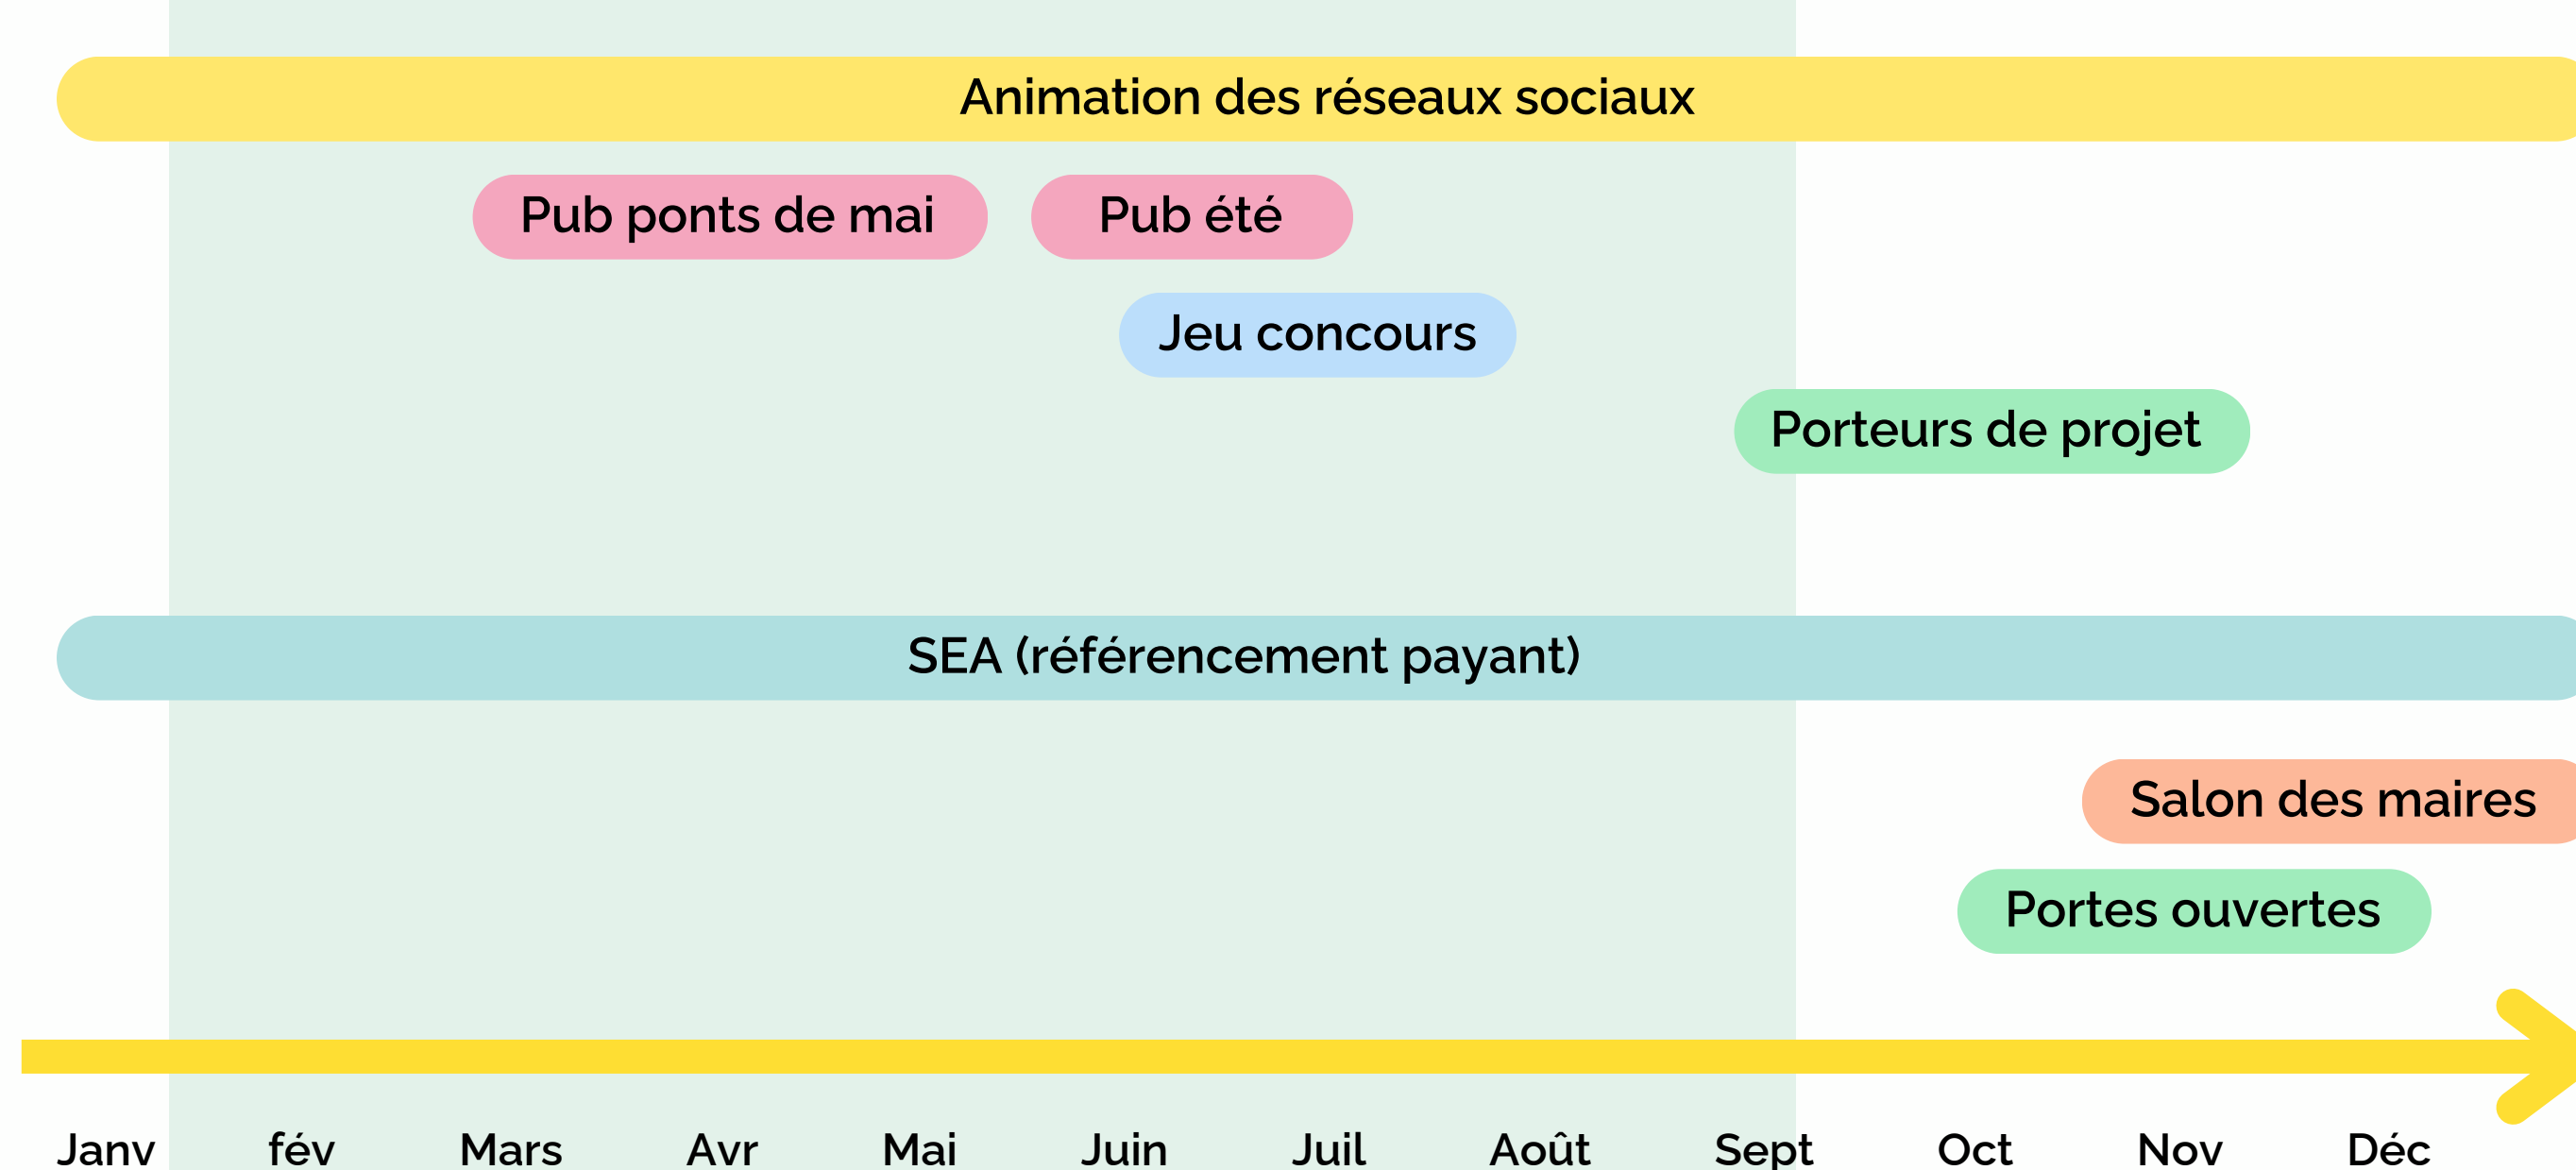 Animation des réseaux sociaux
Pub ponts de mai
Pub été
Jeu concours
Porteurs de projet
SEA (référencement payant)
Salon des maires
Portes ouvertes
Janv fév Mars Avr Mai Juin Juil Août Sept Oct Nov Déc